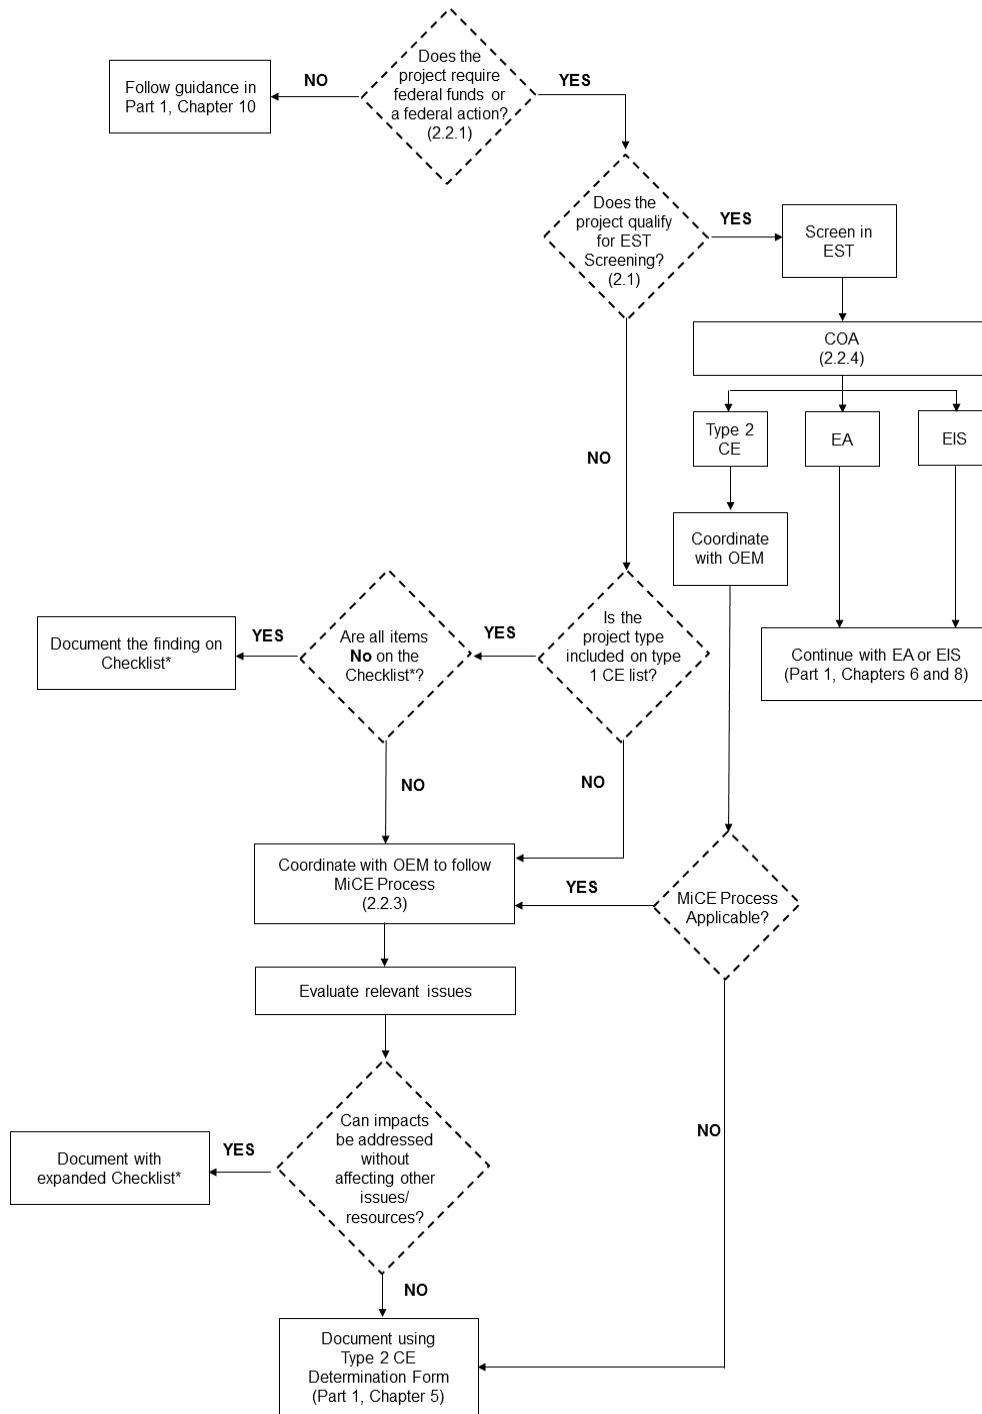 Does the
project require
federal funds or
a federal action?
(2.2.1)
NO
YES
Follow guidance in
Part 1, Chapter 10
Does the
project qualify
for EST
Screening?
(2.1)
YES
Screen in
EST
COA
(2.2.4)
Type 2
CE
EA
EIS
NO
Coordinate
with OEM
Is the
project type
included on type
1 CE list?
YES
Are all items
No on the
Checklist*?
YES
Document the finding on
Checklist*
Continue with EA or EIS
(Part 1, Chapters 6 and 8)
NO
NO
Coordinate with OEM to follow
MiCE Process
(2.2.3)
YES
MiCE Process
Applicable?
Evaluate relevant issues
Can impacts
be addressed
without
affecting other
issues/
resources?
YES
Document with
expanded Checklist*
NO
NO
Document using
Type 2 CE
Determination Form
(Part 1, Chapter 5)